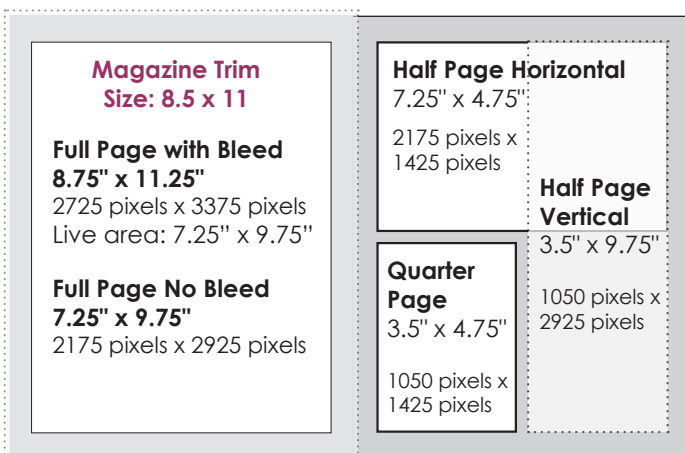 Magazine Trim
Size: 8.5 x 11
Full Page with Bleed
8.75" x 11.25"
2725 pixels x 3375 pixels
Live area: 7.25” x 9.75”
Full Page No Bleed
7.25" x 9.75"
2175 pixels x 2925 pixels
Half Page Horizontal
7.25" x 4.75"
2175 pixels x
1425 pixels
Half Page
Vertical
3.5" x 9.75"
1050 pixels x
2925 pixels
Quarter
Page
3.5" x 4.75"
1050 pixels x
1425 pixels